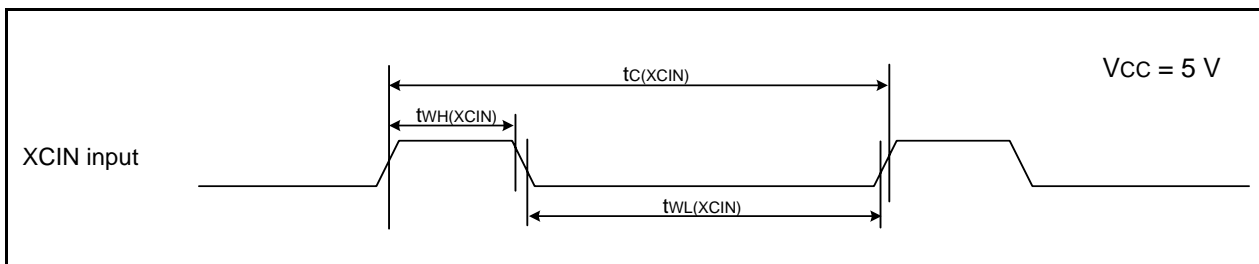 tC(XCIN)
VCC = 5 V
tWH(XCIN)
XCIN input
tWL(XCIN)